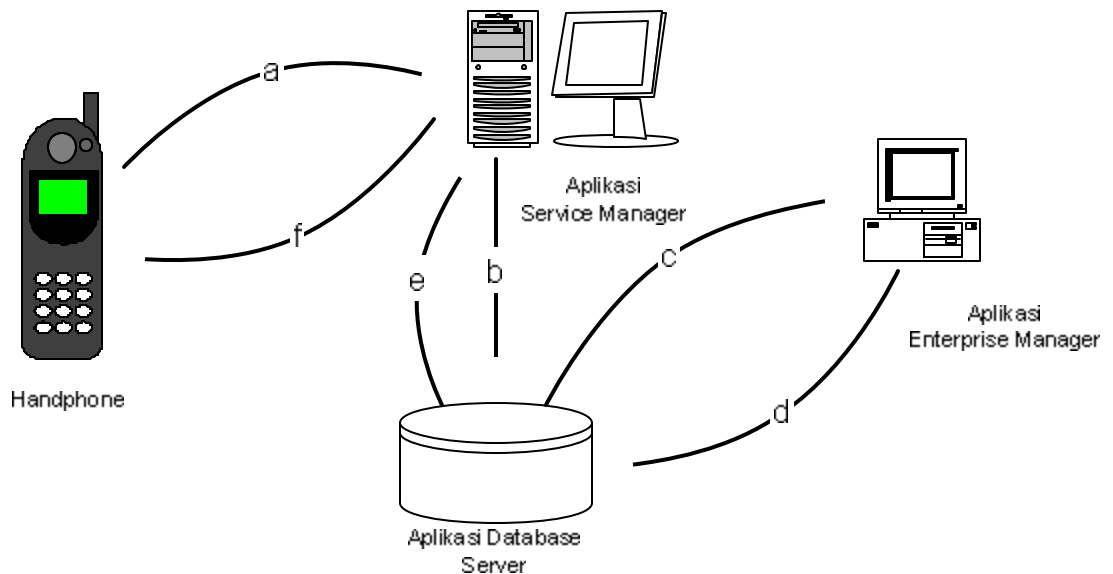 a
Aplikasi
Service Manager
f
e
b
c
Aplikasi
Enterprise Manager
Handphone
d
Aplikasi Database
Server